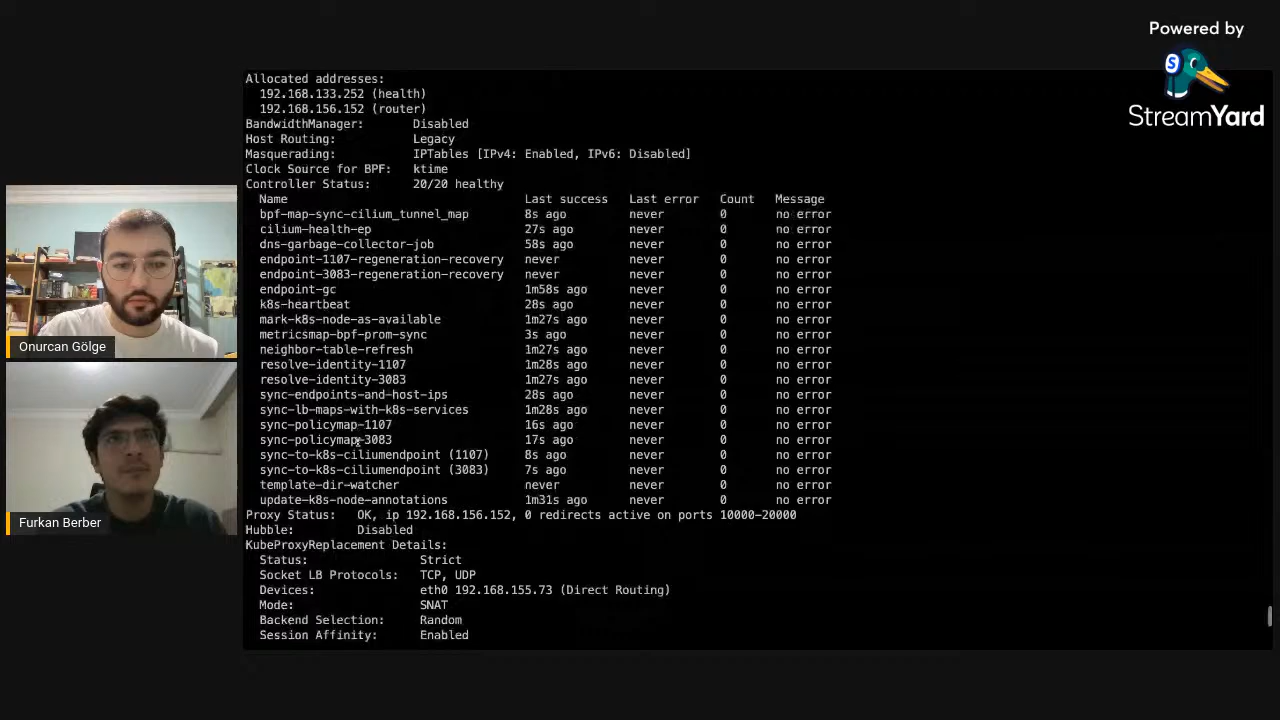 Powered by
StreamYard
Allocated addresses:
192.168.133.252 (health)
192.168.156.152 (router)
BandwidthManager: Disabled
Host Routing: Legacy
Masquerading: IPTables [IPv4: Enabled, IPv6: Disabled]
Clock Source for BPF: ktime
Controller Status: 20/20 healthy
Name Last success Last error Count Message
bpf-map-sync-cilium_tunnel_map 8s ago never 0 no error
cilium-health-ep 27s ago never 0 no error
dns-garbage-collector-job 58s ago never 0 no error
endpoint-1107-regeneration-recovery never never 0 no error
endpoint-3083-regeneration-recovery never never 0 no error
endpoint-gc 1m58s ago never 0 no error
k8s-heartbeat 28s ago never 0 no error
mark-k8s-node-as-available 1m27s ago never 0 no error
metricsmap-bpf-prom-sync 3s ago never 0 no error
neighbor-table-refresh 1m27s ago never 0 no error
resolve-identity-1107 1m28s ago never 0 no error
resolve-identity-3083 1m27s ago never 0 no error
sync-endpoints-and-host-ips 28s ago never 0 no error
sync-lb-maps-with-k8s-services 1m28s ago never 0 no error
sync-policymap-1107 16s ago never 0 no error
sync-policymap-3083 17s ago never 0 no error
sync-to-k8s-ciliumendpoint (1107) 8s ago never 0 no error
sync-to-k8s-ciliumendpoint (3083) 7s ago never 0 no error
template-dir-watcher never never 0 no error
update-k8s-node-annotations 1m31s ago never 0 no error
Proxy Status: OK, ip 192.168.156.152, 0 redirects active on ports 10000-20000
Hubble: Disabled
KubeProxyReplacement Details:
Status: Strict
Socket LB Protocols: TCP, UDP
Devices: eth0 192.168.155.73 (Direct Routing)
Mode: SNAT
Backend Selection: Random
Session Affinity: Enabled
Onurcan Gölge
Furkan Berber